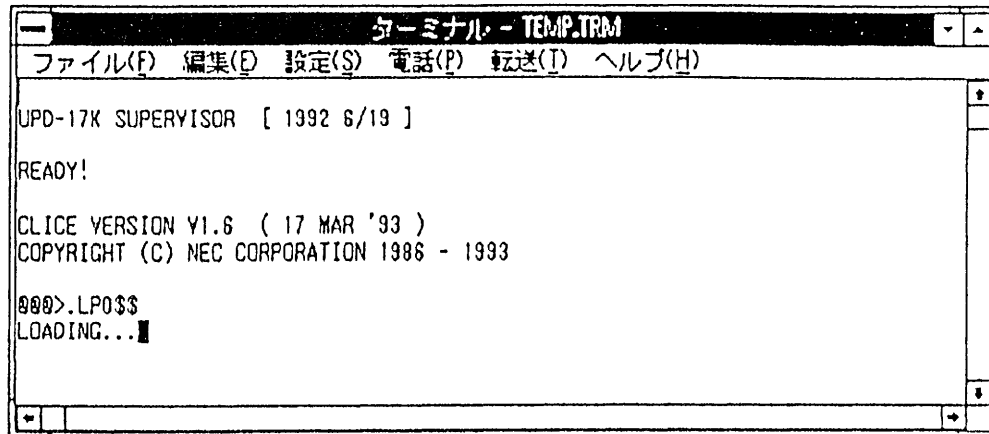 ターミナル - TEMP.TRM
ファイル(F) 編集(E) 設定(S) 電話(P) 転送(T) ヘルプ(H)
UPD-17K SUPERVISOR [ 1992 6/19 ]
READY!
CLICE VERSION V1.6 ( 17 MAR '93 )
COPYRIGHT (C) NEC CORPORATION 1986 - 1993
@@@>.LP0$$
LOADING...